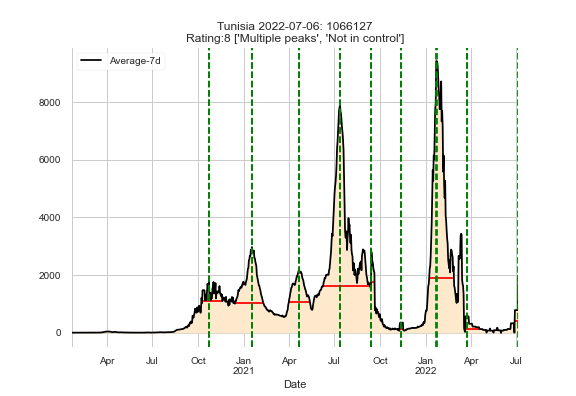 Tunisia 2022-07-06: 1066127
Rating:8 ['Multiple peaks', 'Not in control']
Average-7d
8000
6000
4000
2000
0
Apr Jul Oct Jan Apr Jul Oct Jan Apr Jul
2021 2022
Date